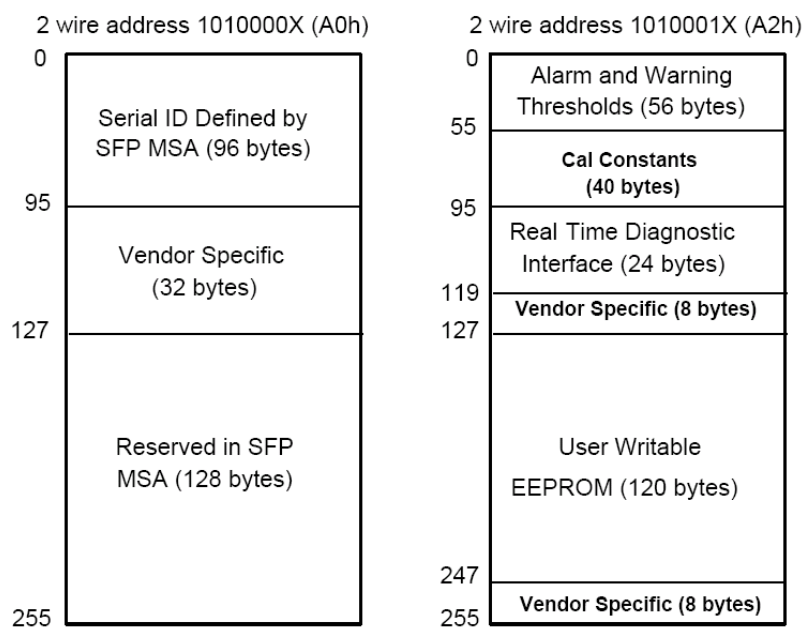 2 wire address 1010000X (A0h)
0
Serial ID Defined by
SFP MSA (96 bytes)
95
Vendor Specific
(32 bytes)
127
Reserved in SFP
MSA (128 bytes)
255
2 wire address 1010001X (A2h)
0
Alarm and Warning
Thresholds (56 bytes)
55
Cal Constants
(40 bytes)
95
Real Time Diagnostic
Interface (24 bytes)
119
Vendor Specific (8 bytes)
127
User Writable
EEPROM (120 bytes)
247
Vendor Specific (8 bytes)
255